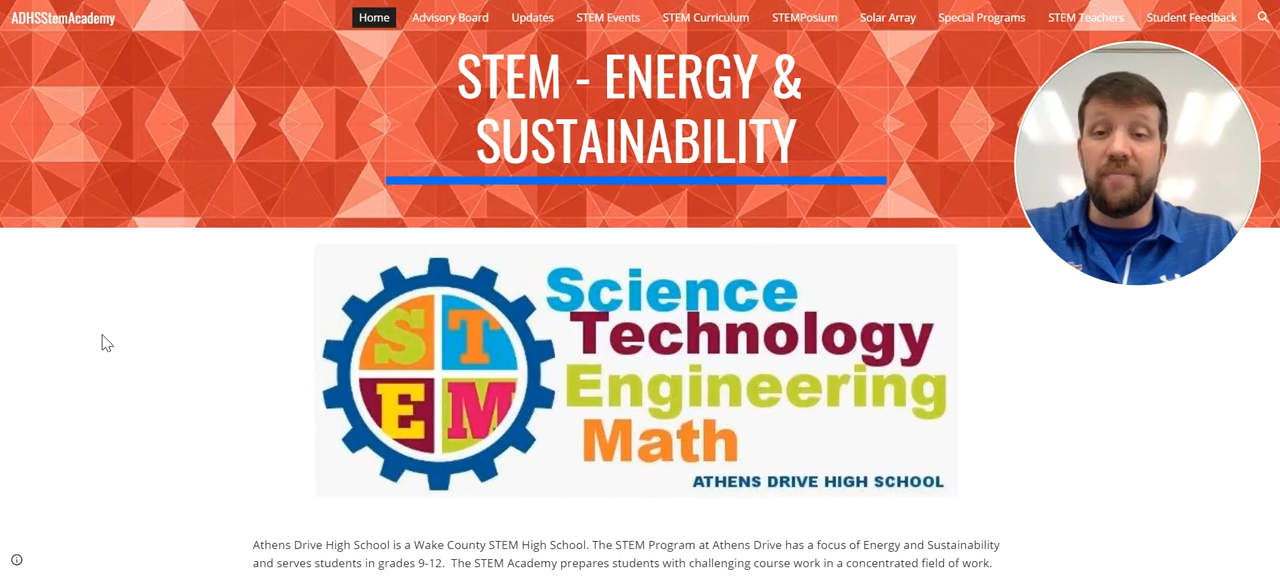 ADHSStemAcademy
Home Advisory Board Updates STEM Events STEM Curriculum STEMPosium Solar Array Special Programs STEM Teachers Student Feedback
STEM - ENERGY &
SUSTAINABILITY
S T
E M
Science
Technology
Engineering
Math
ATHENS DRIVE HIGH SCHOOL
Athens Drive High School is a Wake County STEM High School. The STEM Program at Athens Drive has a focus of Energy and Sustainability
and serves students in grades 9-12. The STEM Academy prepares students with challenging course work in a concentrated field of work.